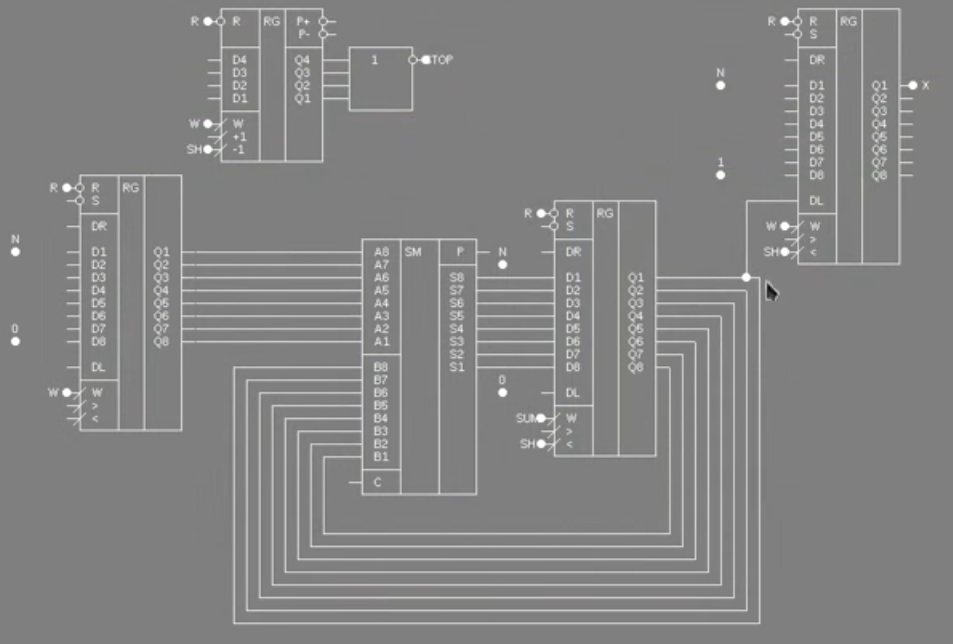 R R RG P+
P-
D4 Q4 1 STOP
D3 Q3
D2 Q2
D1 Q1
W W
+1
SH -1
R R RG
S
DR
N
D1 Q1 X
D2 Q2
D3 Q3
D4 Q4
D5 Q5
D6 Q6
1
D7 Q7
D8 Q8
DL
W W
>
SH <
R R RG
S
DR
N
D1 Q1
D2 Q2
D3 Q3
D4 Q4
D5 Q5
D6 Q6
0
D7 Q7
D8 Q8
DL
W W
>
<
A8 SM P
A7
A6 S8
A5 S7
A4 S6
A3 S5
A2 S4
A1 S3
S2
B8 S1
B7
B6
B5
B4
B3
B2
B1
C
R R RG
S
N DR
D1 Q1
D2 Q2
D3 Q3
D4 Q4
D5 Q5
D6 Q6
D7 Q7
D8 Q8
0
DL
SUM W
>
SH <